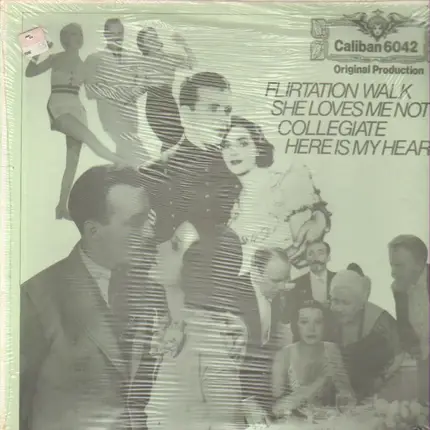 Caliban 6042
Original Production
FLIRTATION WALK
SHE LOVES ME NOT
COLLEGIATE
HERE IS MY HEAR